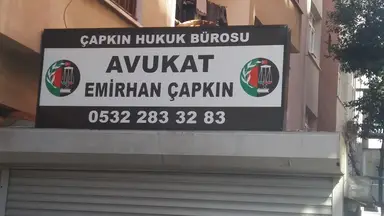 ÇAPKIN HUKUK BÜROSU
AVUKAT
EMİRHAN ÇAPKIN
0532 283 32 83